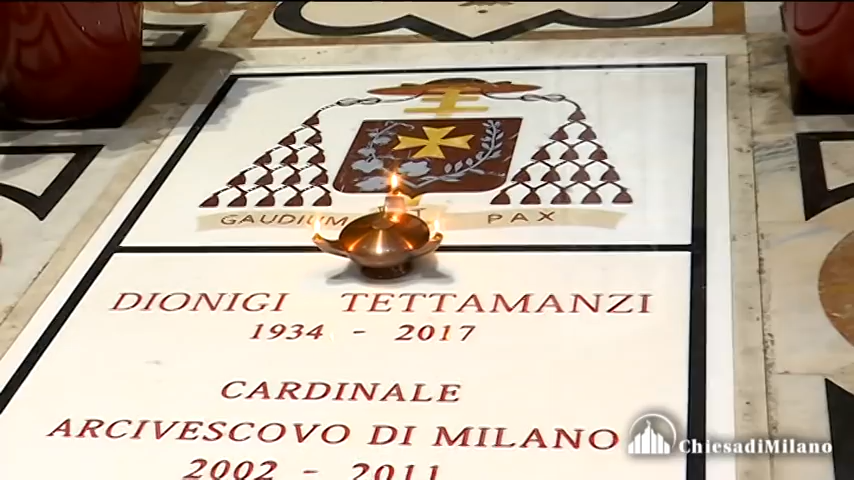 GAUDIUM PAX
DIONIGI TETTAMANZI
1934 - 2017
CARDINALE
ARCIVESCOVO DI MILANO
2002 - 2011
ChiesadiMilano